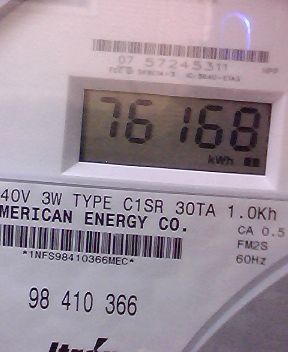 07 57245311
76168
kWh
40V 3W TYPE C1SR 30TA 1.0Kh
MERICAN ENERGY CO.
CA 0.5
FM2S
*1NFS98410366MEC*
60Hz
98 410 366
Itron